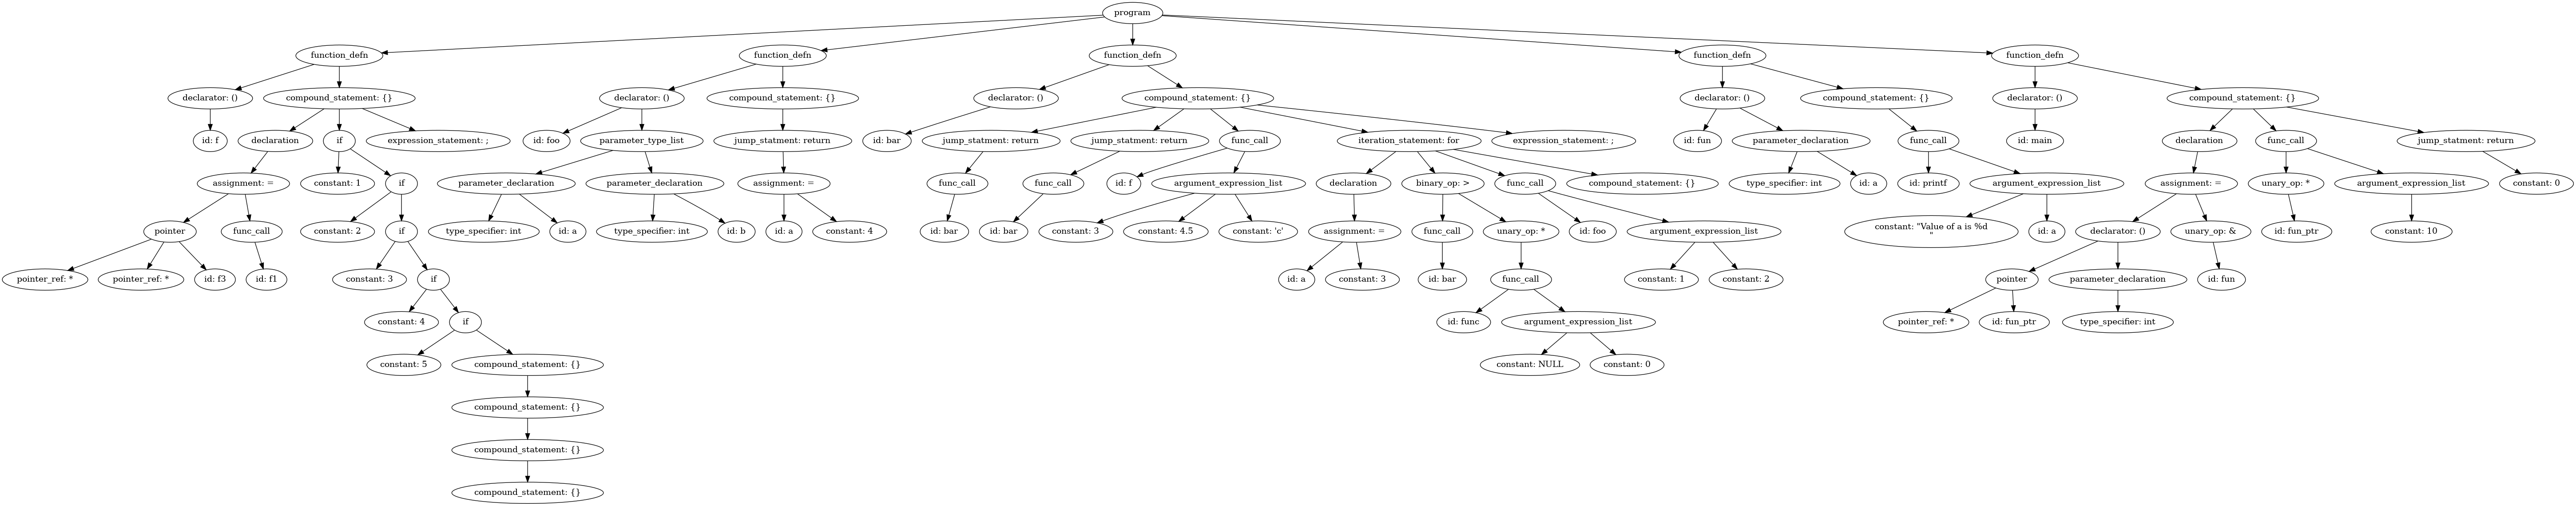 program
function_defn
function_defn
function_defn
function_defn
function_defn
declarator: ()
compound_statement: {}
declarator: ()
compound_statement: {}
declarator: ()
compound_statement: {}
declarator: ()
compound_statement: {}
declarator: ()
compound_statement: {}
id: f
declaration
if
expression_statement: ;
id: foo
parameter_type_list
jump_statment: return
id: bar
jump_statment: return
jump_statment: return
func_call
iteration_statement: for
expression_statement: ;
id: fun
parameter_declaration
func_call
id: main
declaration
func_call
jump_statment: return
assignment: =
constant: 1
if
parameter_declaration
parameter_declaration
assignment: =
func_call
func_call
id: f
argument_expression_list
declaration
binary_op: >
func_call
compound_statement: {}
type_specifier: int
id: a
id: printf
argument_expression_list
assignment: =
unary_op: *
argument_expression_list
constant: 0
pointer
func_call
constant: 2
if
type_specifier: int
id: a
type_specifier: int
id: b
id: a
constant: 4
id: bar
id: bar
constant: 3
constant: 4.5
constant: 'c'
assignment: =
func_call
unary_op: *
id: foo
argument_expression_list
constant: "Value of a is %d
"
id: a
declarator: ()
unary_op: &
id: fun_ptr
constant: 10
pointer_ref: *
pointer_ref: *
id: f3
id: f1
constant: 3
if
id: a
constant: 3
id: bar
func_call
constant: 1
constant: 2
pointer
parameter_declaration
id: fun
constant: 4
if
id: func
argument_expression_list
pointer_ref: *
id: fun_ptr
type_specifier: int
constant: 5
compound_statement: {}
constant: NULL
constant: 0
compound_statement: {}
compound_statement: {}
compound_statement: {}